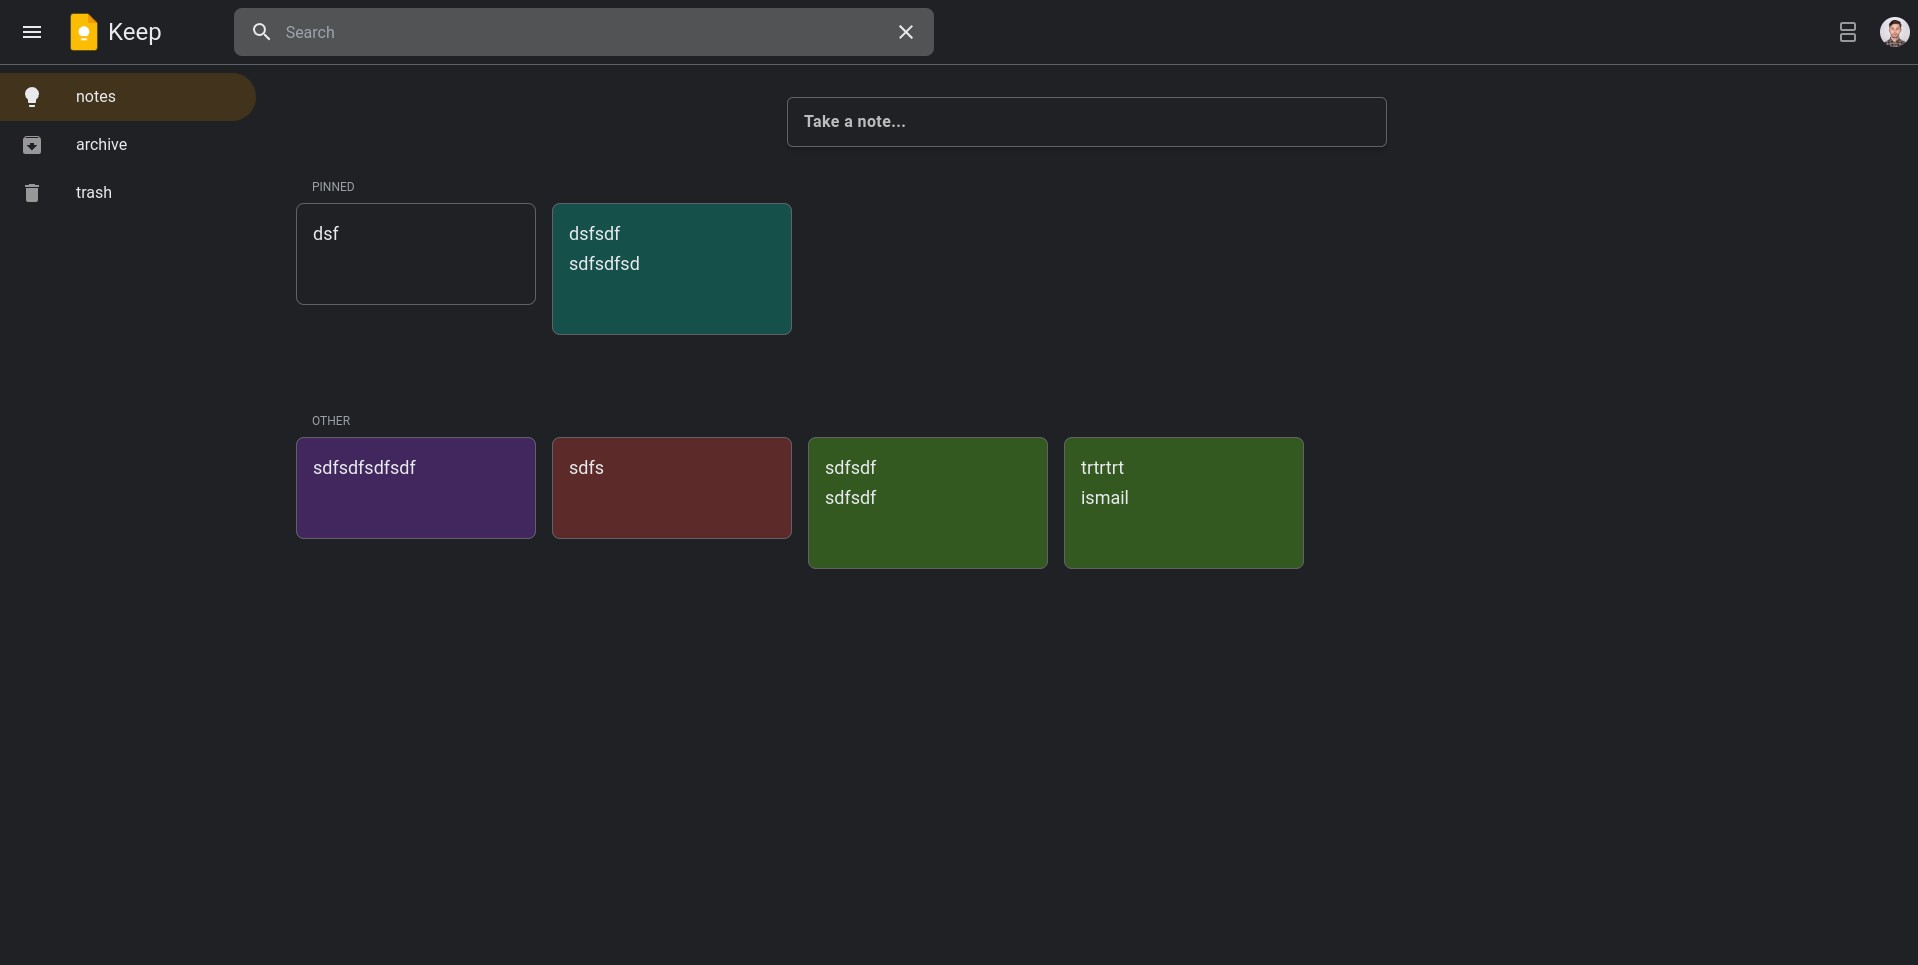 Keep
Search
notes
archive
trash
Take a note...
PINNED
dsf
dsfsdf
sdfsdfsd
OTHER
sdfsdfsdfsdf
sdfs
sdfsdf
sdfsdf
trtrtrt
ismail